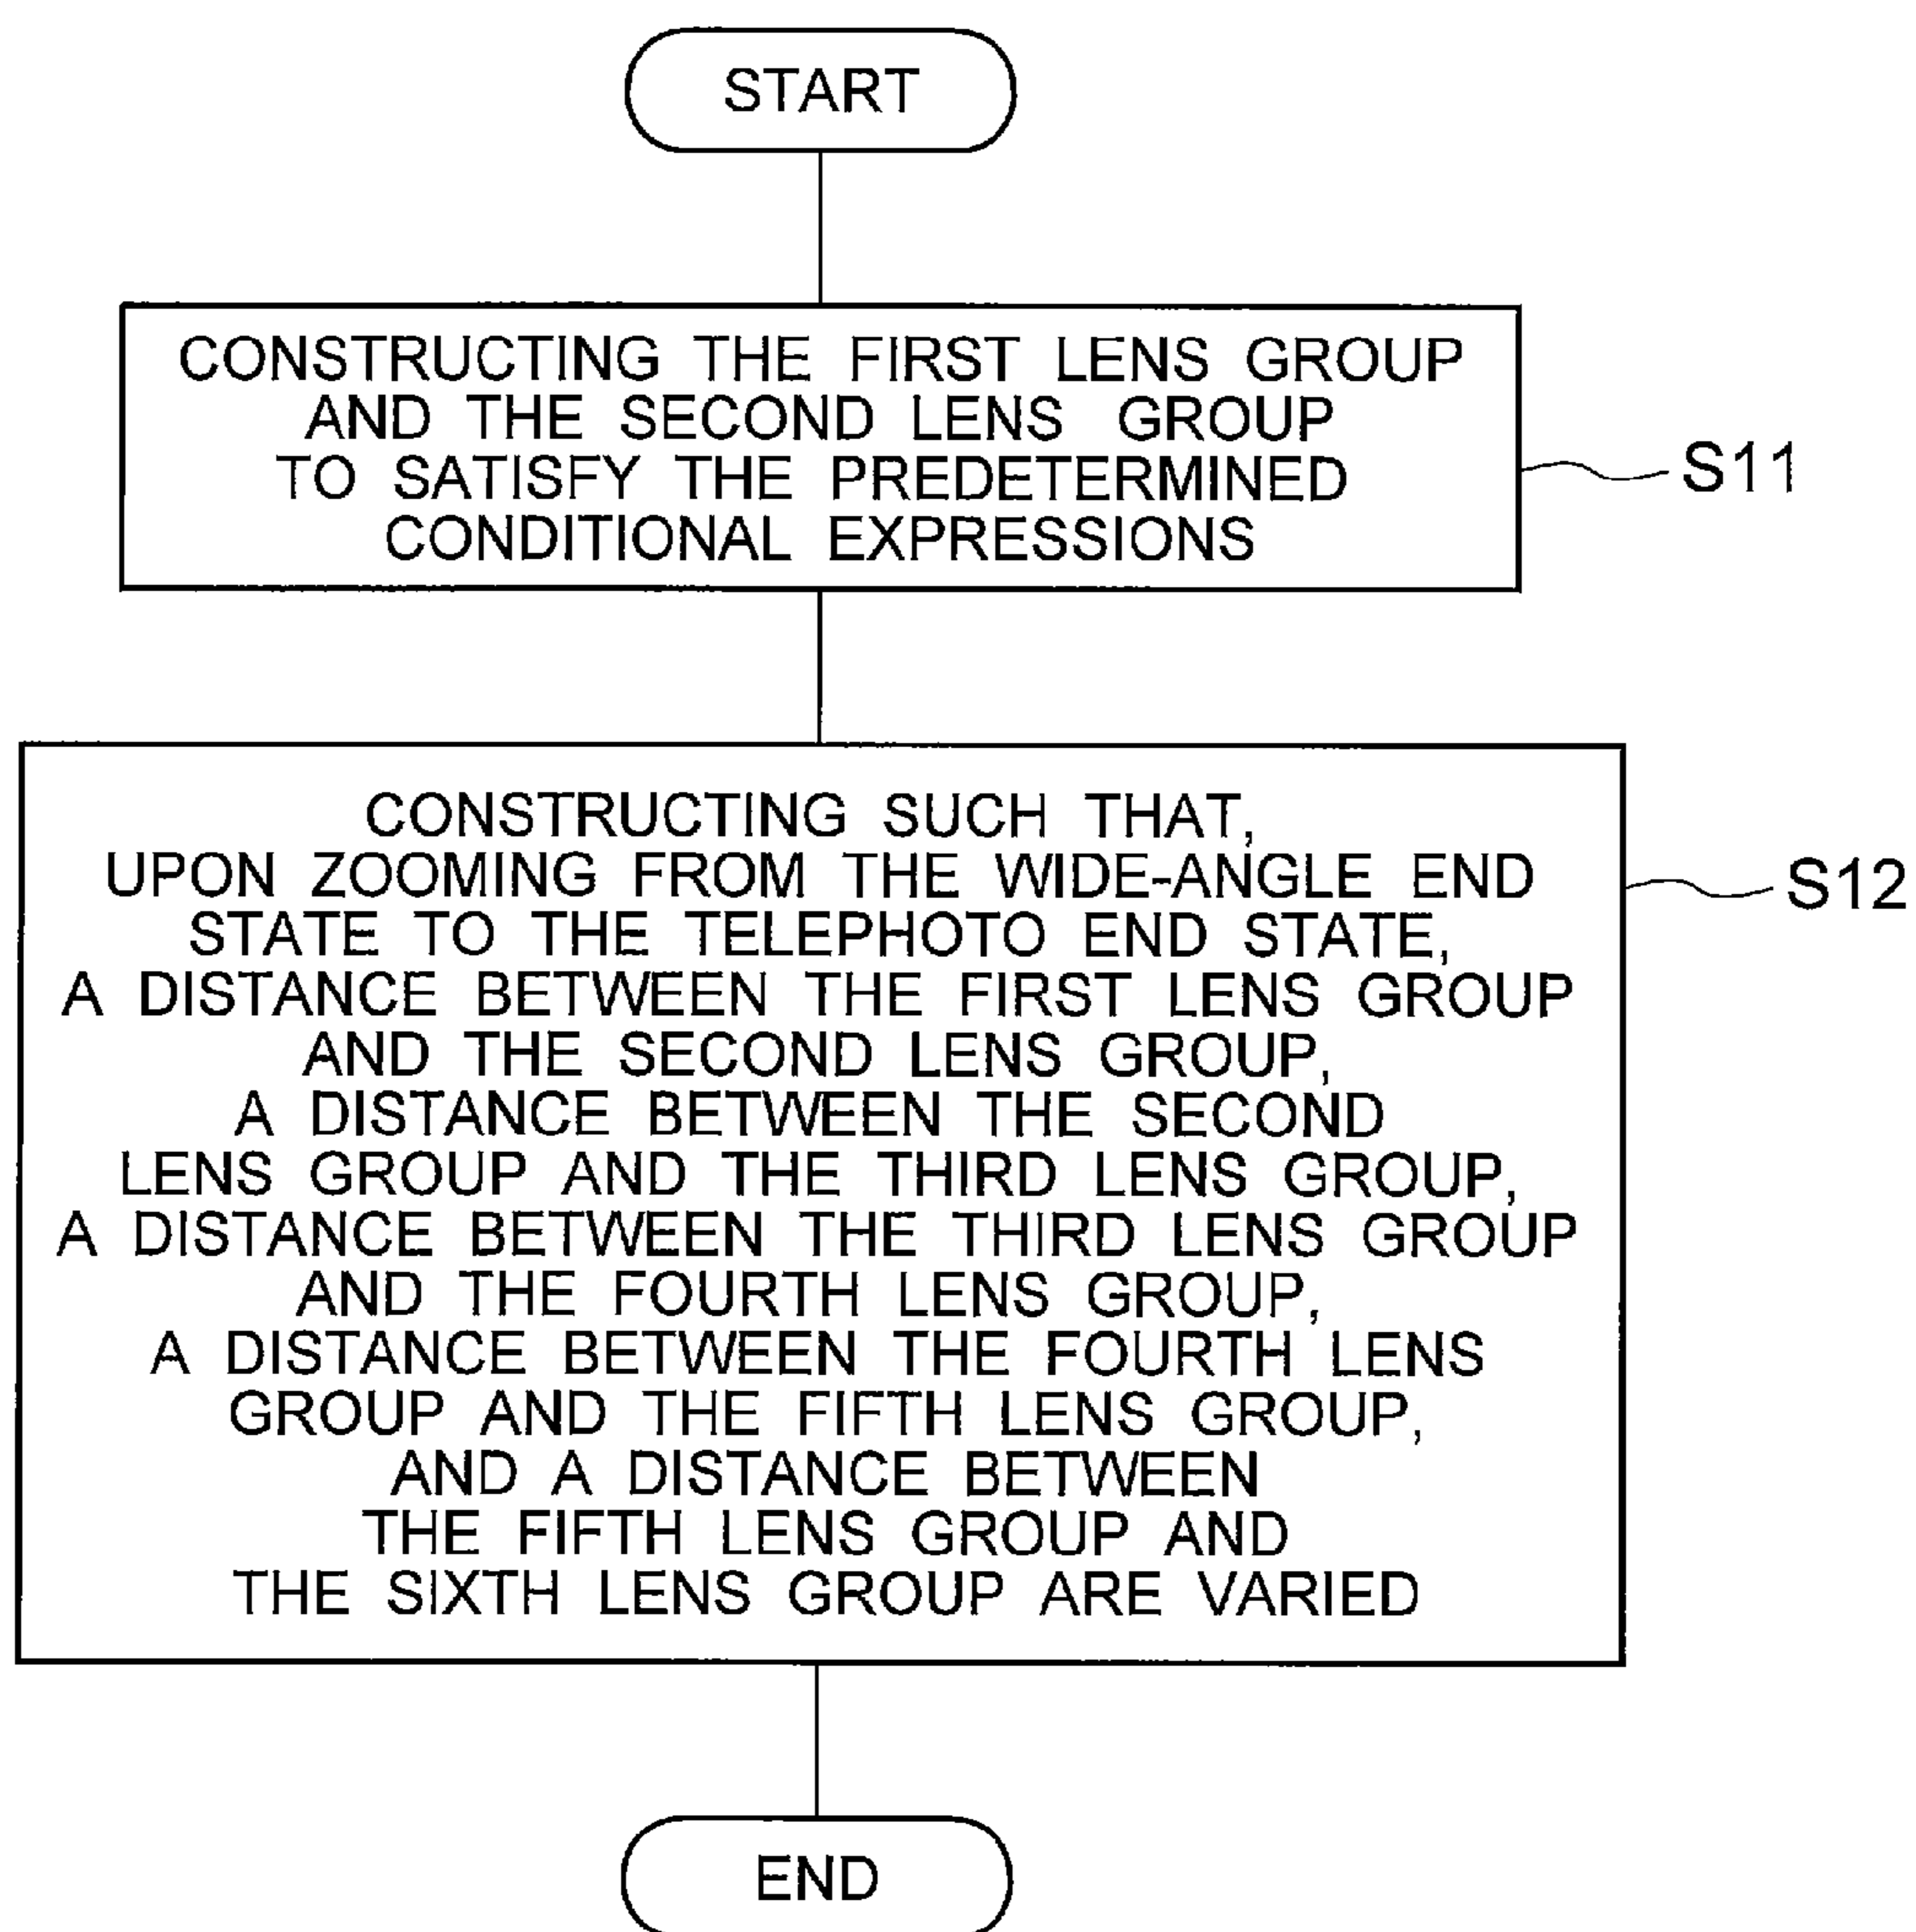 START
CONSTRUCTING THE FIRST LENS GROUP
AND THE SECOND LENS GROUP
TO SATISFY THE PREDETERMINED
CONDITIONAL EXPRESSIONS
S11
CONSTRUCTING SUCH THAT,
UPON ZOOMING FROM THE WIDE-ANGLE END
STATE TO THE TELEPHOTO END STATE,
A DISTANCE BETWEEN THE FIRST LENS GROUP
AND THE SECOND LENS GROUP,
A DISTANCE BETWEEN THE SECOND
LENS GROUP AND THE THIRD LENS GROUP,
A DISTANCE BETWEEN THE THIRD LENS GROUP
AND THE FOURTH LENS GROUP,
A DISTANCE BETWEEN THE FOURTH LENS
GROUP AND THE FIFTH LENS GROUP,
AND A DISTANCE BETWEEN
THE FIFTH LENS GROUP AND
THE SIXTH LENS GROUP ARE VARIED
S12
END